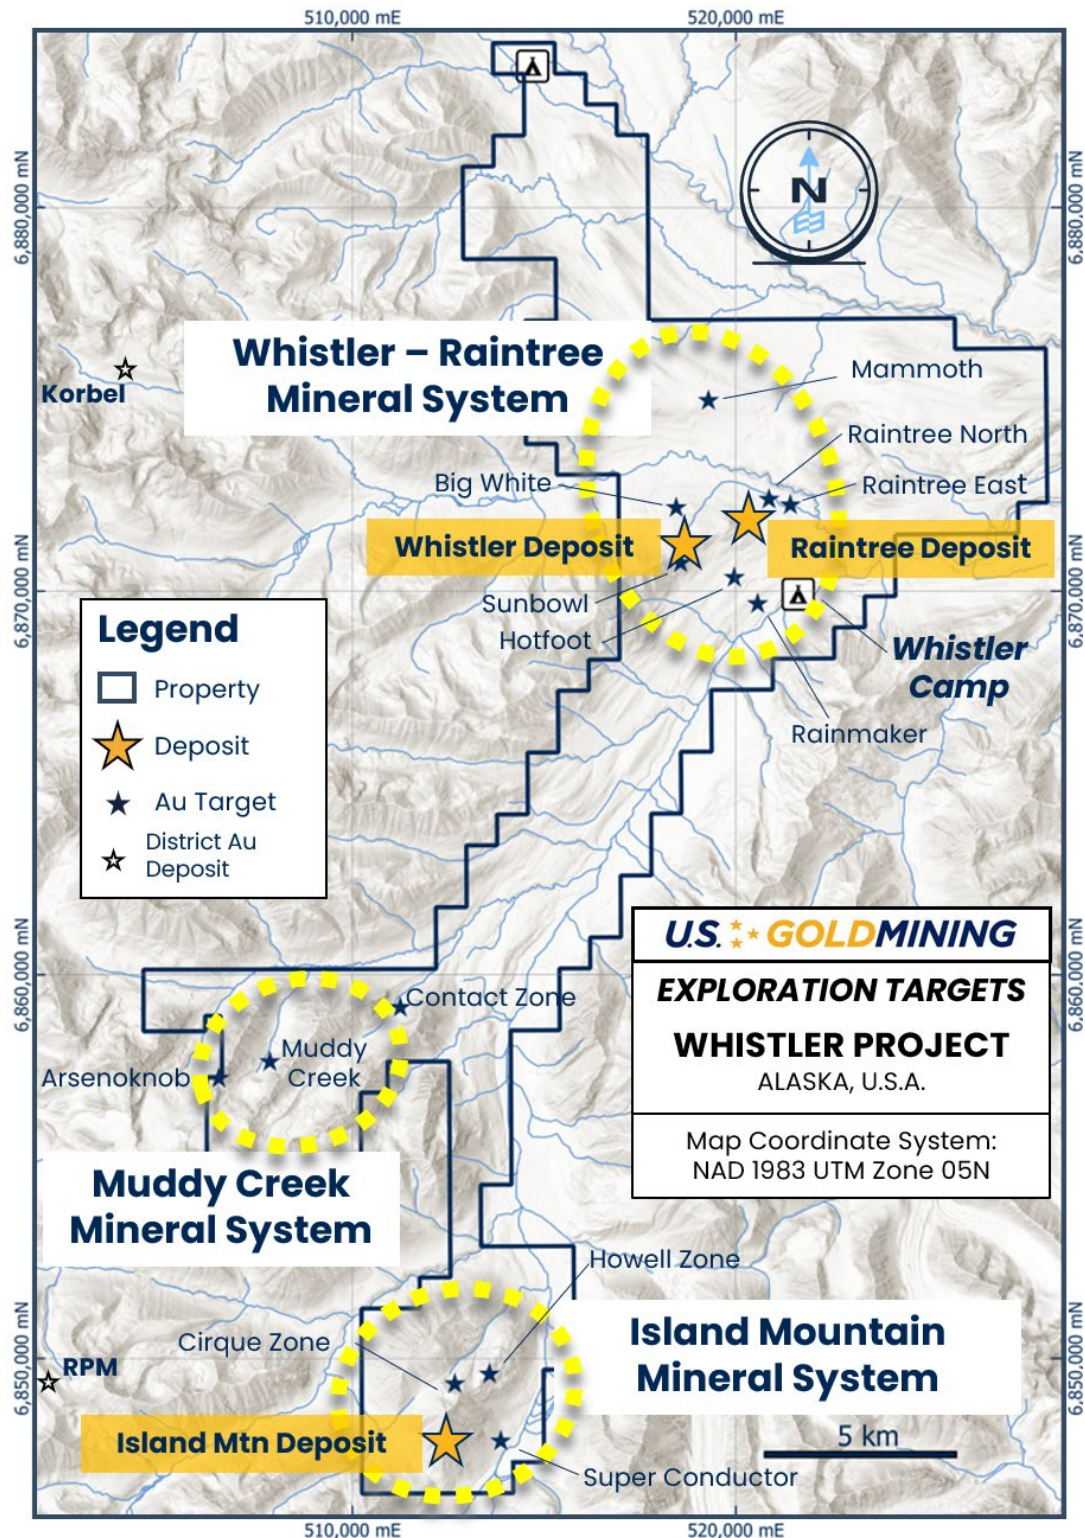 510,000 mE
520,000 mE
6,880,000 mN
6,880,000 mN
N
Whistler – Raintree
Mineral System
Korbel
Mammoth
Raintree North
Big White
Raintree East
Whistler Deposit
Raintree Deposit
6,870,000 mN
6,870,000 mN
Sunbowl
Hotfoot
Whistler
Camp
Rainmaker
Legend
Property
Deposit
Au Target
District Au
Deposit
U.S. GOLDMINING
EXPLORATION TARGETS
WHISTLER PROJECT
ALASKA, U.S.A.
Map Coordinate System:
NAD 1983 UTM Zone 05N
6,860,000 mN
6,860,000 mN
Contact Zone
Muddy
Creek
Arsenoknob
Muddy Creek
Mineral System
Howell Zone
Cirque Zone
Island Mountain
Mineral System
6,850,000 mN
6,850,000 mN
RPM
Island Mtn Deposit
5 km
Super Conductor
510,000 mE
520,000 mE